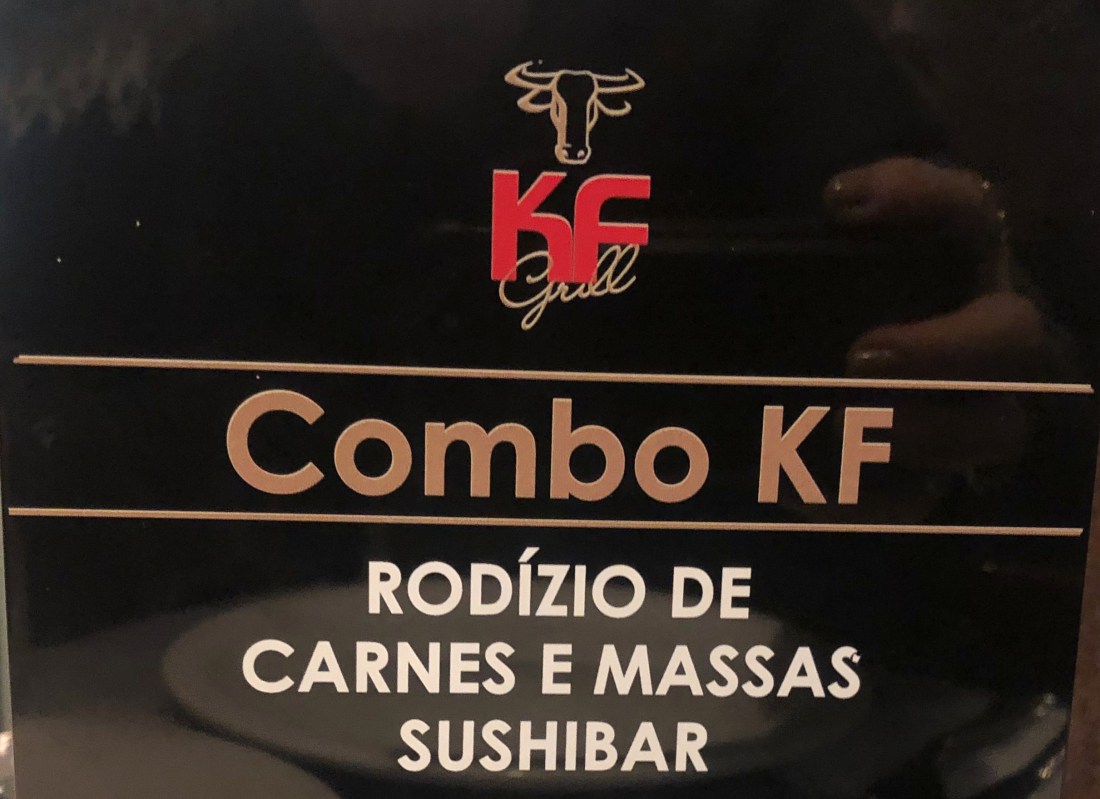 KF
Grill
Combo KF
RODÍZIO DE
CARNES E MASSAS
SUSHIBAR